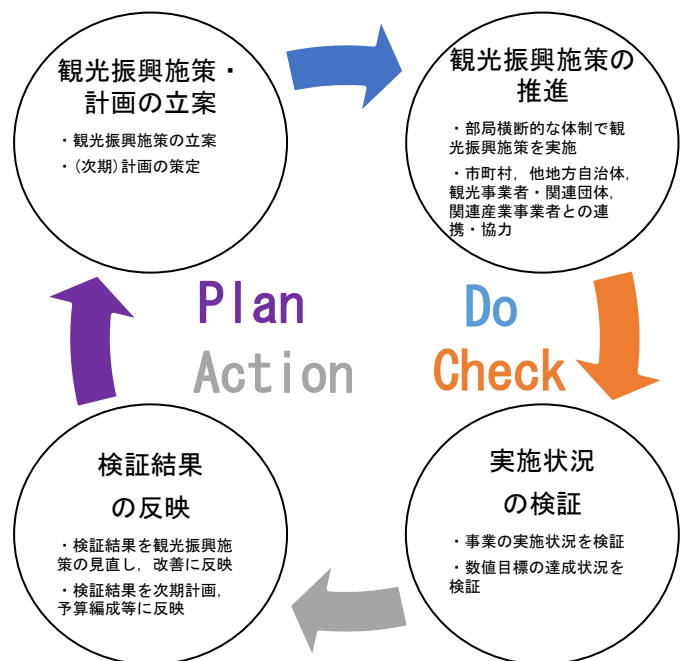 観光振興施策・
計画の立案
・観光振興施策の立案
・(次期)計画の策定
観光振興施策の
推進
・部局横断的な体制で観
光振興施策を実施
・市町村，他地方自治体，
観光事業者・関連団体，
関連産業事業者との連
携・協力
Plan
Do
Action
Check
検証結果
の反映
・検証結果を観光振興施
策の見直し，改善に反映
・検証結果を次期計画，
予算編成等に反映
実施状況
の検証
・事業の実施状況を検証
・数値目標の達成状況を
検証